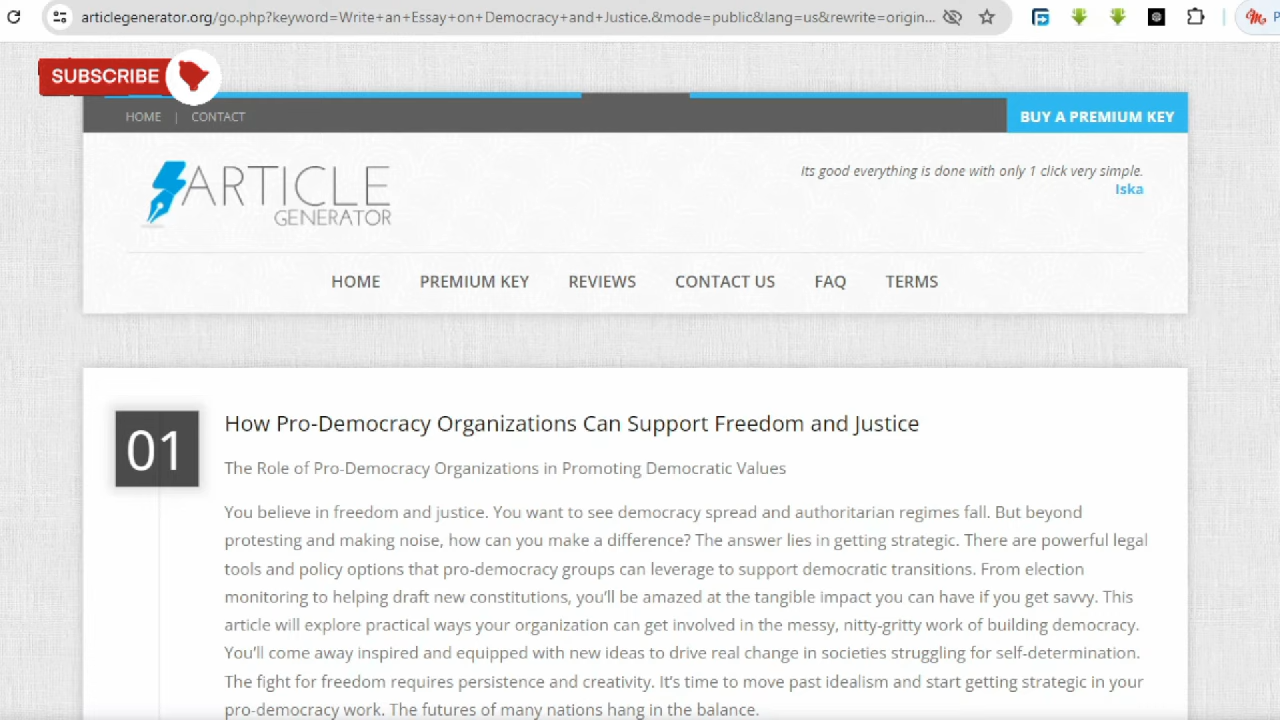 articlegenerator.org/go.php?keyword=Write+an+Essay+on+Democracy+and+Justice.&mode=public&lang=us&rewrite=origin...
SUBSCRIBE
HOME | CONTACT
BUY A PREMIUM KEY
ARTICLE
GENERATOR
Its good everything is done with only 1 click very simple.
Iska
HOME PREMIUM KEY REVIEWS CONTACT US FAQ TERMS
01
How Pro-Democracy Organizations Can Support Freedom and Justice
The Role of Pro-Democracy Organizations in Promoting Democratic Values
You believe in freedom and justice. You want to see democracy spread and authoritarian regimes fall. But beyond
protesting and making noise, how can you make a difference? The answer lies in getting strategic. There are powerful legal
tools and policy options that pro-democracy groups can leverage to support democratic transitions. From election
monitoring to helping draft new constitutions, you'll be amazed at the tangible impact you can have if you get savvy. This
article will explore practical ways your organization can get involved in the messy, nitty-gritty work of building democracy.
You'll come away inspired and equipped with new ideas to drive real change in societies struggling for self-determination.
The fight for freedom requires persistence and creativity. It's time to move past idealism and start getting strategic in your
pro-democracy work. The futures of many nations hang in the balance.